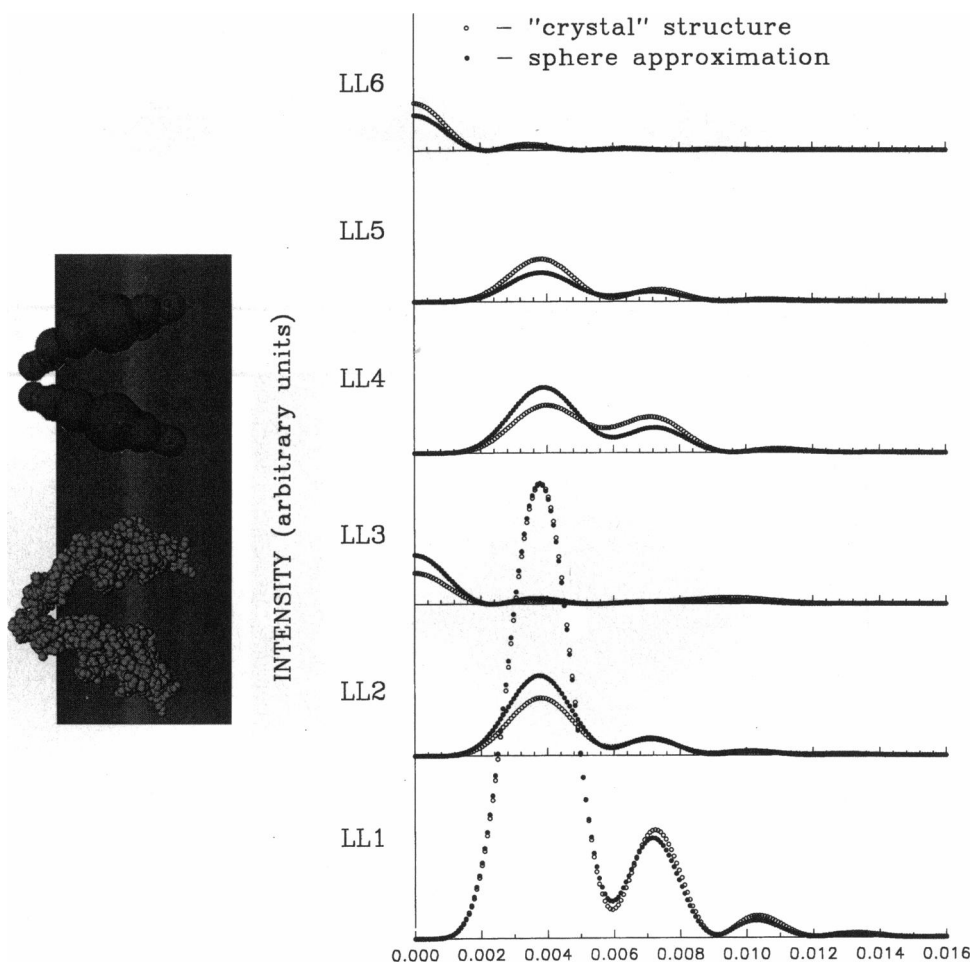 ∘ — "crystal" structure
• — sphere approximation
LL6
LL5
LL4
LL3
LL2
LL1
INTENSITY (arbitrary units)
0.000 0.002 0.004 0.006 0.008 0.010 0.012 0.014 0.016